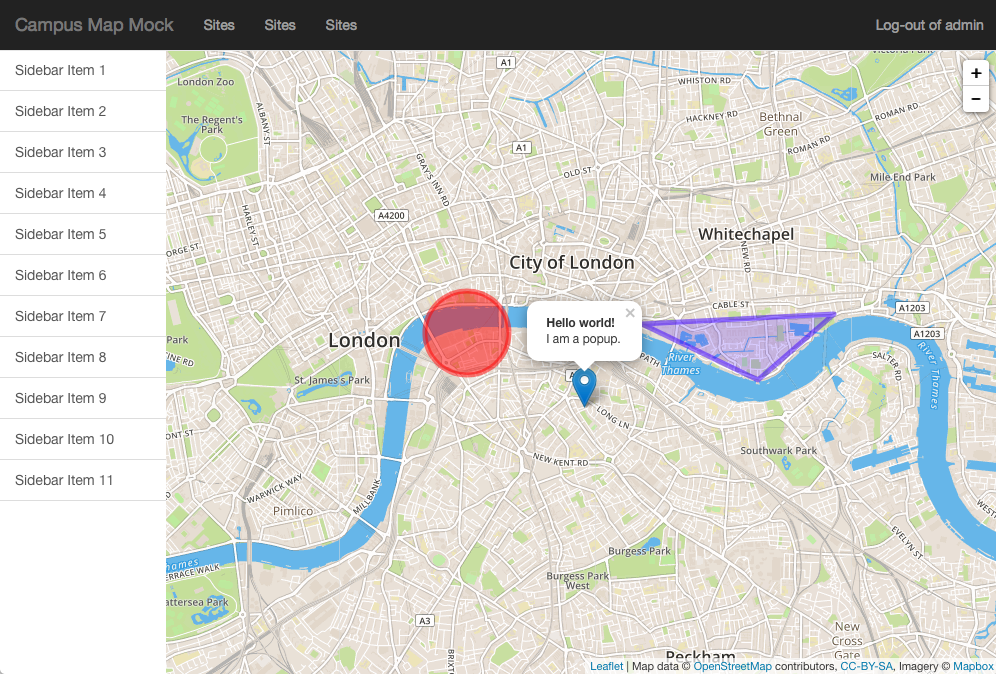 Campus Map Mock
Sites
Sites
Sites
Log-out of admin
Sidebar Item 1
Sidebar Item 2
Sidebar Item 3
Sidebar Item 4
Sidebar Item 5
Sidebar Item 6
Sidebar Item 7
Sidebar Item 8
Sidebar Item 9
Sidebar Item 10
Sidebar Item 11
+
−
A1
London Zoo
WHISTON RD
ALBANY ST
The Regent's
Park
HACKNEY RD
Bethnal
Green
ROMAN RD
ROMAN RD
A1
GRAY'S INN RD
OLD ST
Mile End Park
HARLEY ST
A4200
Whitechapel
NEW RD
City of London
CABLE ST
A1203
A1203
Hello world!
×
I am a popup.
London
River
Thames
PATH
SALTER RD
River Thames
St. James's Park
LONG LN
Southwark Park
NEW KENT RD
WARWICK WAY
MILLBANK
Pimlico
EVELYN ST
Burgess Park
Burgess Park
West
A3
New
Cross
Gate
Peckham
Leaflet | Map data © OpenStreetMap contributors, CC-BY-SA, Imagery © Mapbox